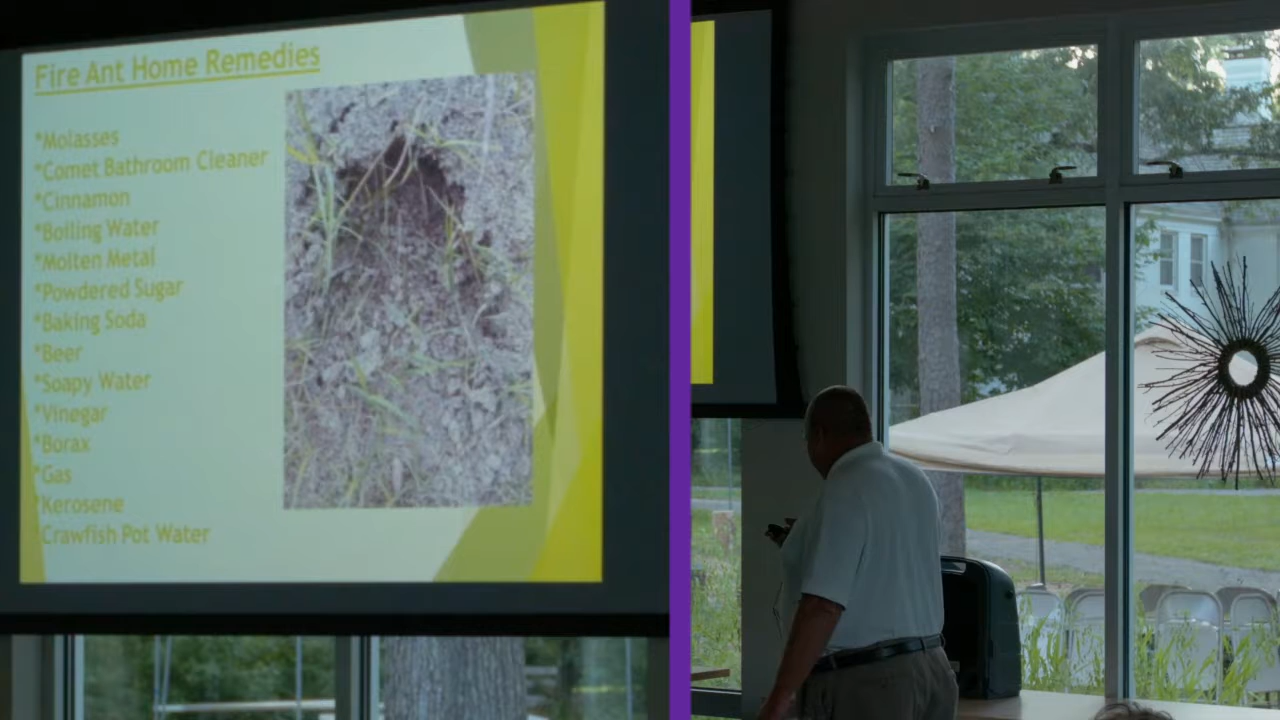 Fire Ant Home Remedies
*Molasses
*Comet Bathroom Cleaner
*Cinnamon
*Boiling Water
*Molten Metal
*Powdered Sugar
*Baking Soda
*Beer
*Soapy Water
*Vinegar
*Borax
*Gas
*Kerosene
*Crawfish Pot Water